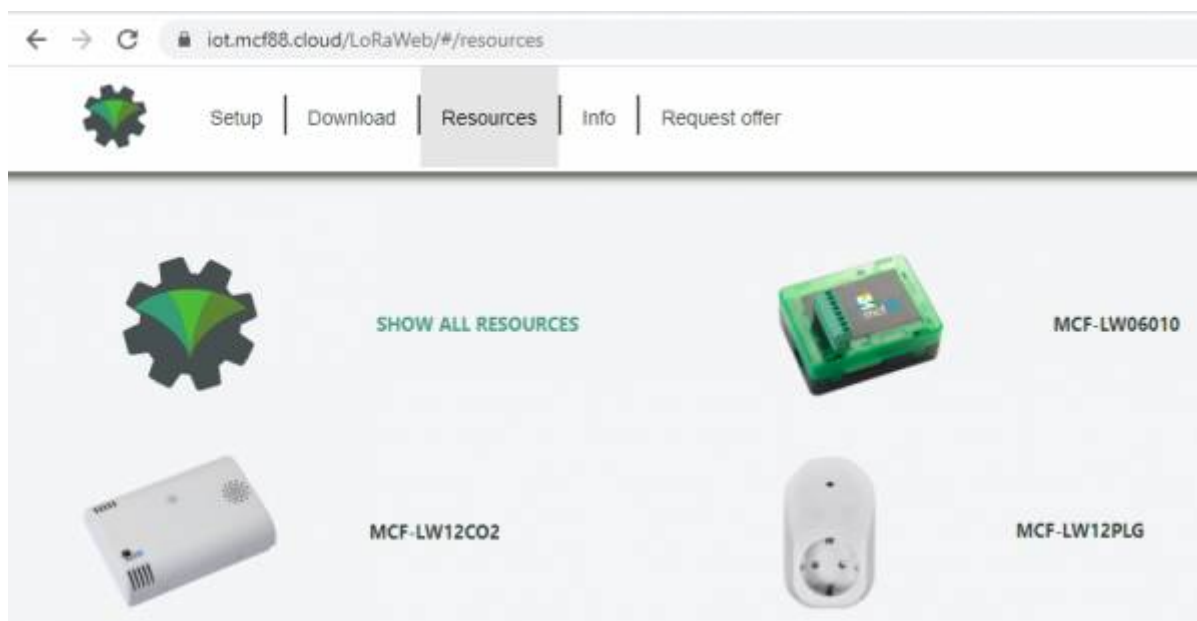 iot.mcf88.cloud/LoRaWeb/#/resources
Setup Download Resources Info Request offer
SHOW ALL RESOURCES
MCF-LW06010
MCF-LW12CO2
MCF-LW12PLG